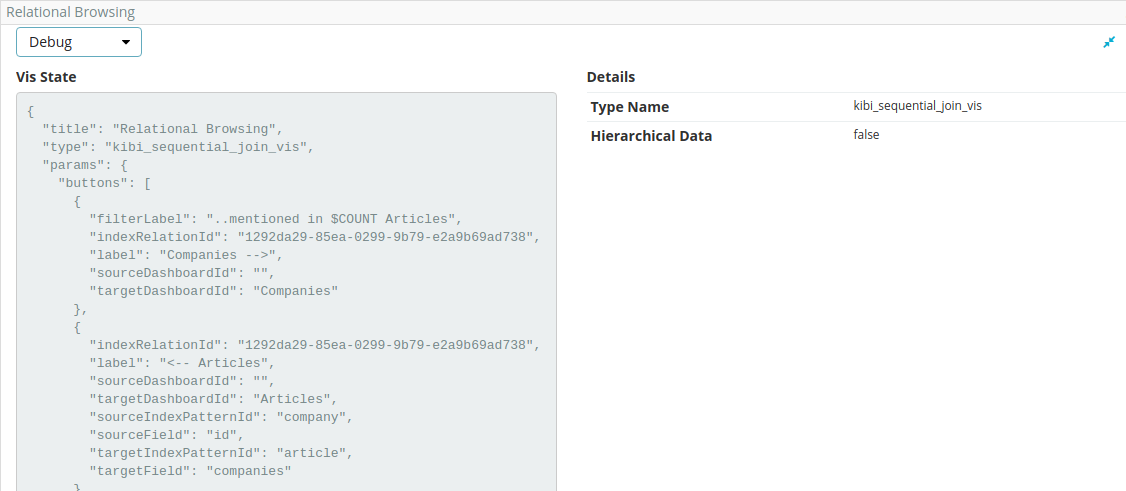 Relational Browsing
Debug
Vis State
{
  "title": "Relational Browsing",
  "type": "kibi_sequential_join_vis",
  "params": {
    "buttons": [
      {
        "filterLabel": "..mentioned in $COUNT Articles",
        "indexRelationId": "1292da29-85ea-0299-9b79-e2a9b69ad738",
        "label": "Companies -->",
        "sourceDashboardId": "",
        "targetDashboardId": "Companies"
      },
      {
        "indexRelationId": "1292da29-85ea-0299-9b79-e2a9b69ad738",
        "label": "<-- Articles",
        "sourceDashboardId": "",
        "targetDashboardId": "Articles",
        "sourceIndexPatternId": "company",
        "sourceField": "id",
        "targetIndexPatternId": "article",
        "targetField": "companies"
      }
Details
Type Name kibi_sequential_join_vis
Hierarchical Data false